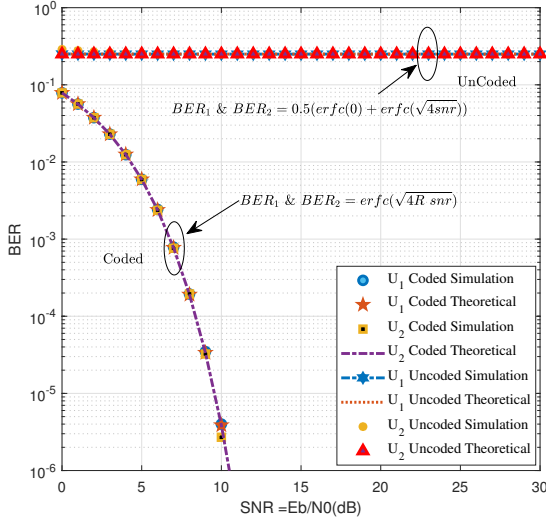 10^0
10^-1
10^-2
10^-3
10^-4
10^-5
10^-6
BER
UnCoded
BER_1 & BER_2 = 0.5(erfc(0) + erfc(√4snr))
BER_1 & BER_2 = erfc(√4R snr)
Coded
U_1 Coded Simulation
U_1 Coded Theoretical
U_2 Coded Simulation
U_2 Coded Theoretical
U_1 Uncoded Simulation
U_1 Uncoded Theoretical
U_2 Uncoded Simulation
U_2 Uncoded Theoretical
0 5 10 15 20 25 30
SNR =Eb/N0(dB)